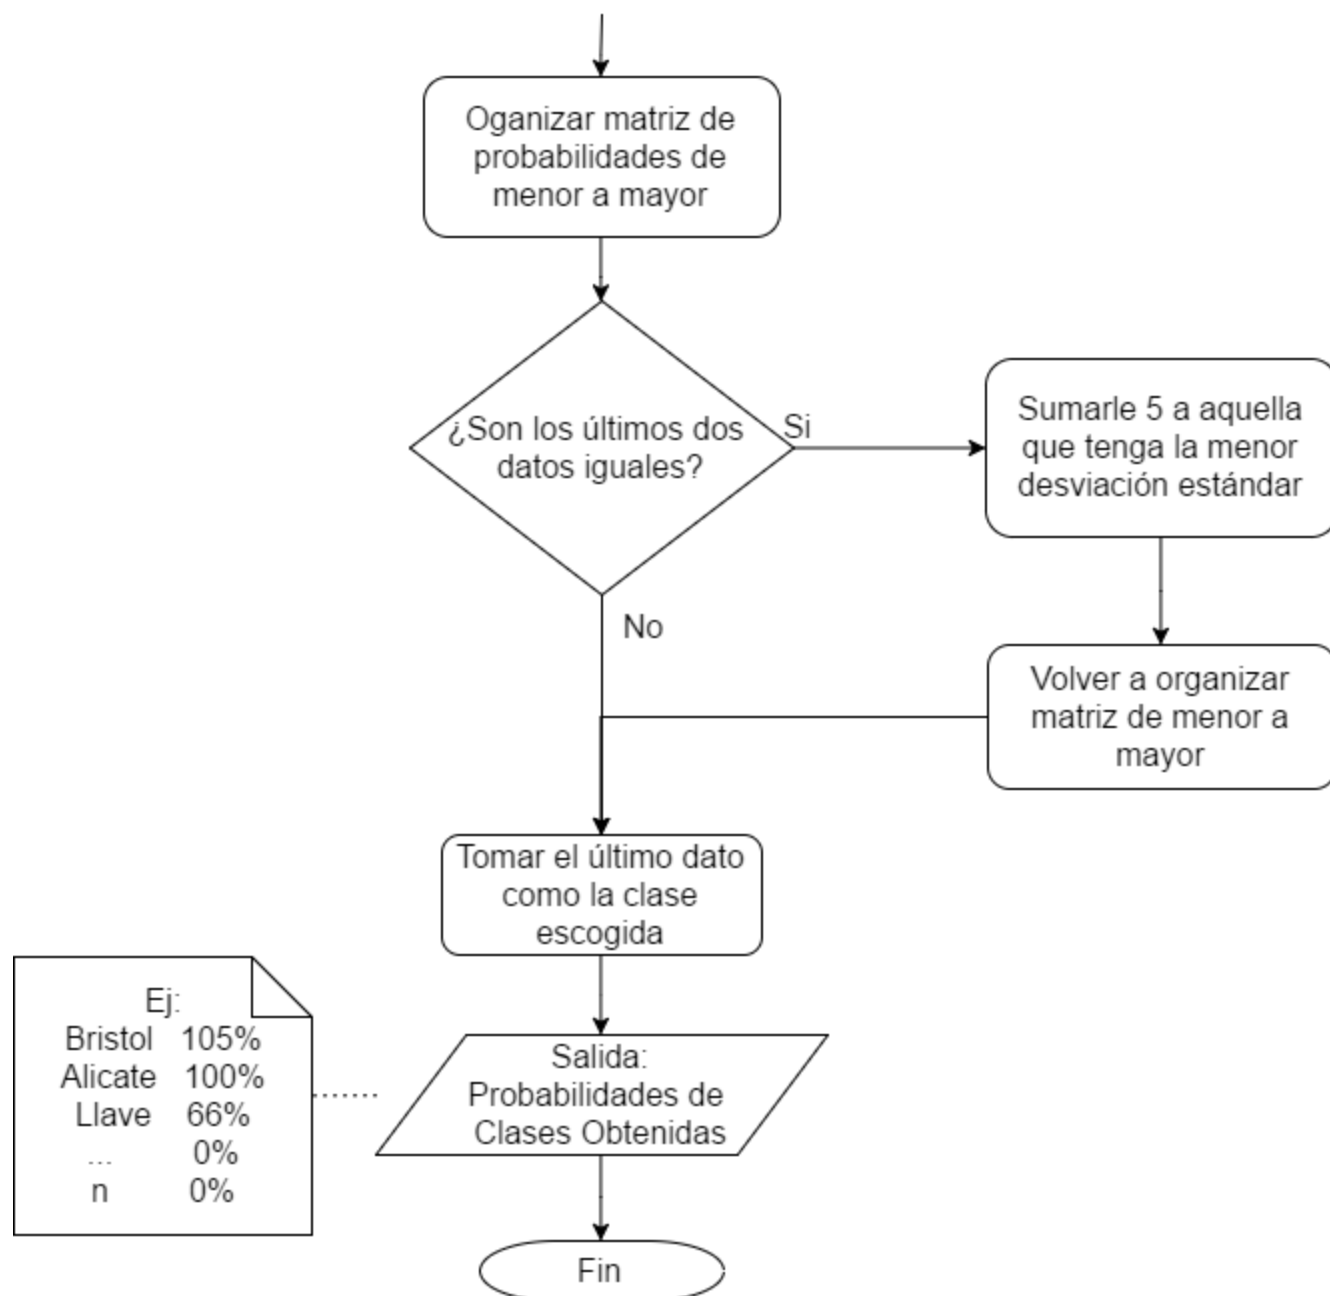 Oganizar matriz de
probabilidades de
menor a mayor
¿Son los últimos dos
datos iguales?
Si
Sumarle 5 a aquella
que tenga la menor
desviación estándar
No
Volver a organizar
matriz de menor a
mayor
Tomar el último dato
como la clase
escogida
Ej:
Bristol 105%
Alicate 100%
Llave 66%
... 0%
n 0%
Salida:
Probabilidades de
Clases Obtenidas
Fin